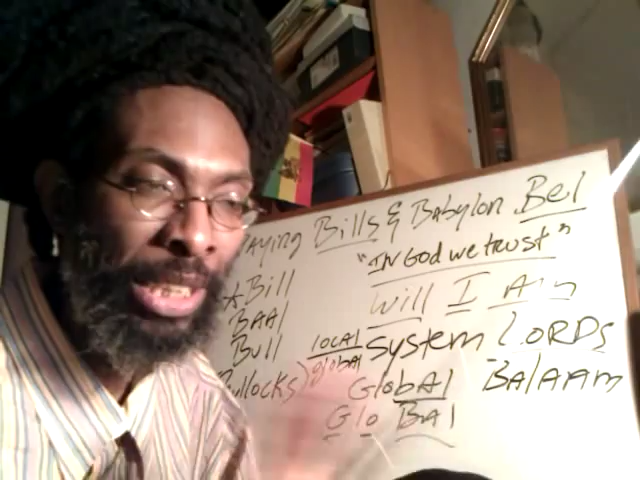 Paying Bills & Babylon Bel
"IN God we trust"
Bill
Will I Am
BAAl
Bull
local
global
System LORDS
Bullocks)
GlobAl
BAlaAm
Glo BAl